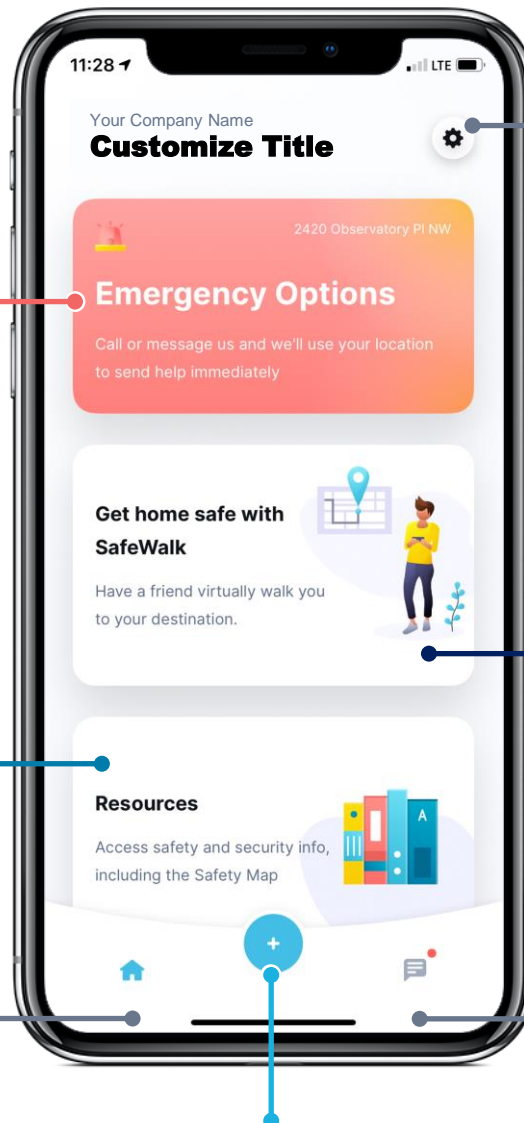 11:28
LTE
Your Company Name
Customize Title
2420 Observatory Pl NW
Emergency Options
Call or message us and we'll use your location
to send help immediately
Get home safe with
SafeWalk
Have a friend virtually walk you
to your destination.
Resources
A
Access safety and security info,
including the Safety Map